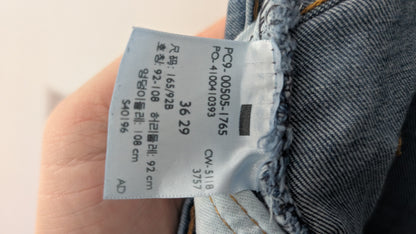 PC9- 00505-1765
PO- 4100410393
36 29
CW- 5118
3757
尺码: 165/92B
호칭: 92-108 허리둘레: 92 cm
엉덩이둘레: 108 cm
S40196
AD